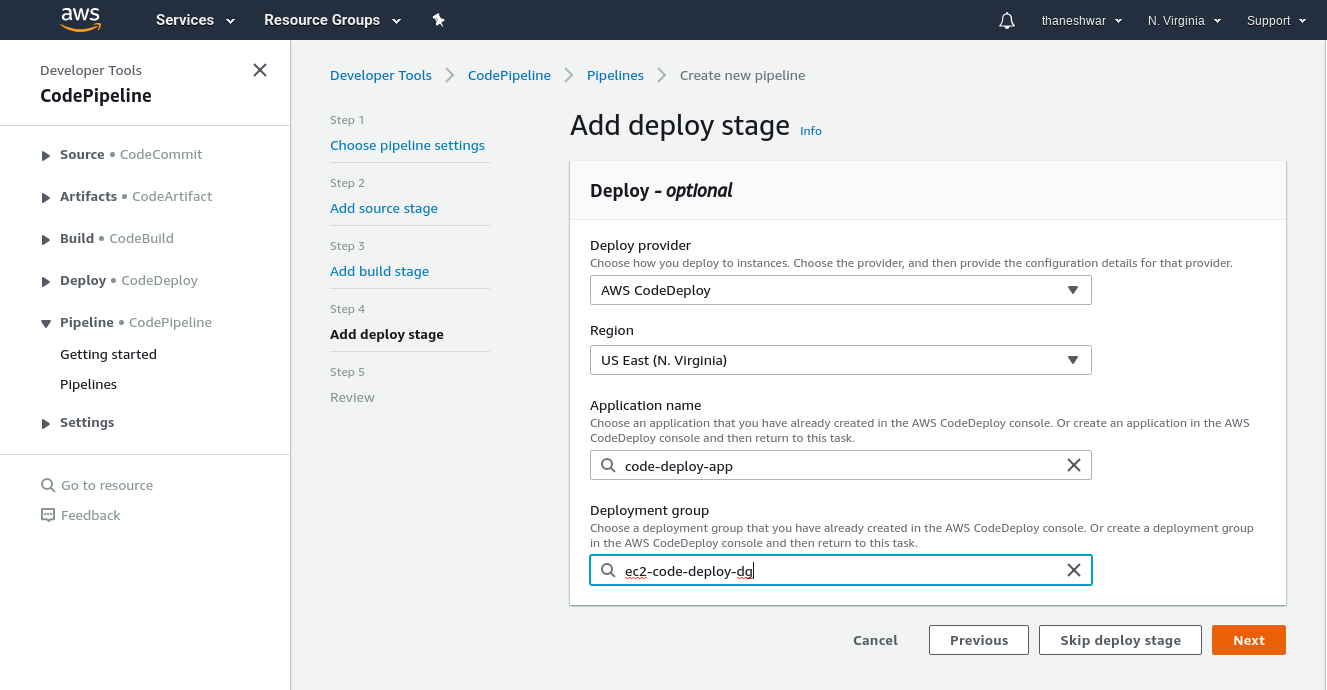 aws Services Resource Groups thaneshwar N. Virginia Support
Developer Tools
CodePipeline
Source • CodeCommit
Artifacts • CodeArtifact
Build • CodeBuild
Deploy • CodeDeploy
Pipeline • CodePipeline
Getting started
Pipelines
Settings
Go to resource
Feedback
Developer Tools > CodePipeline > Pipelines > Create new pipeline
Step 1
Choose pipeline settings
Step 2
Add source stage
Step 3
Add build stage
Step 4
Add deploy stage
Step 5
Review
Add deploy stage Info
Deploy - optional
Deploy provider
Choose how you deploy to instances. Choose the provider, and then provide the configuration details for that provider.
AWS CodeDeploy
Region
US East (N. Virginia)
Application name
Choose an application that you have already created in the AWS CodeDeploy console. Or create an application in the AWS
CodeDeploy console and then return to this task.
code-deploy-app
Deployment group
Choose a deployment group that you have already created in the AWS CodeDeploy console. Or create a deployment group
in the AWS CodeDeploy console and then return to this task.
ec2-code-deploy-dg
Cancel Previous Skip deploy stage Next